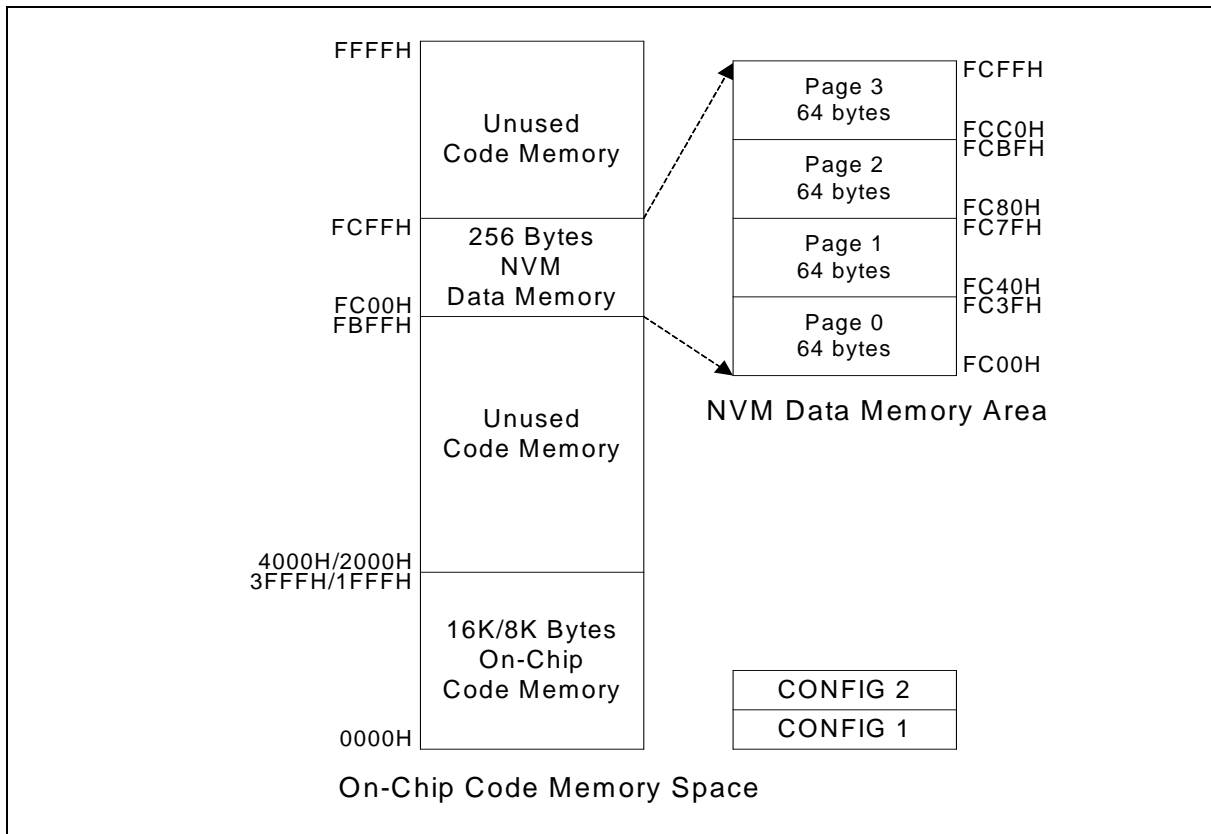 FFFFH
Unused
Code Memory
FCFFH
256 Bytes
NVM
Data Memory
FC00H
FBFFH
Unused
Code Memory
4000H/2000H
3FFFH/1FFFH
16K/8K Bytes
On-Chip
Code Memory
0000H
On-Chip Code Memory Space
FCFFH
Page 3
64 bytes
FCC0H
FCBFH
Page 2
64 bytes
FC80H
FC7FH
Page 1
64 bytes
FC40H
FC3FH
Page 0
64 bytes
FC00H
NVM Data Memory Area
CONFIG 2
CONFIG 1